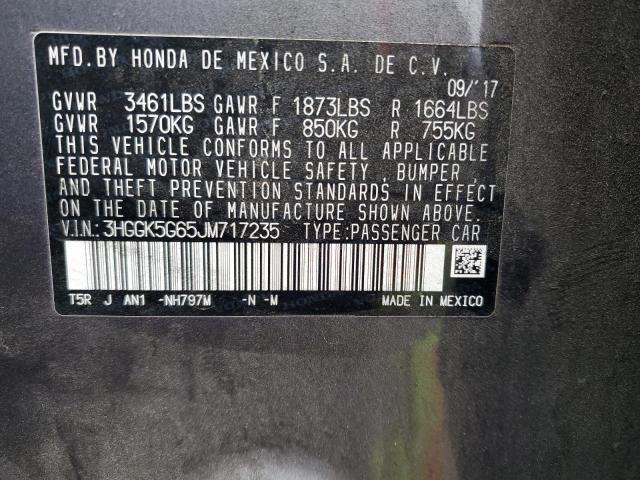 MFD.BY HONDA DE MEXICO S.A. DE C.V.
09/'17
GVWR 3461LBS GAWR F 1873LBS R 1664LBS
GVWR 1570KG GAWR F 850KG R 755KG
THIS VEHICLE CONFORMS TO ALL APPLICABLE
FEDERAL MOTOR VEHICLE SAFETY , BUMPER ,
AND THEFT PREVENTION STANDARDS IN EFFECT
ON THE DATE OF MANUFACTURE SHOWN ABOVE.
V.I.N.: 3HGGK5G65JM717235 TYPE:PASSENGER CAR
T5R J AN1 -NH797M -N -M MADE IN MEXICO